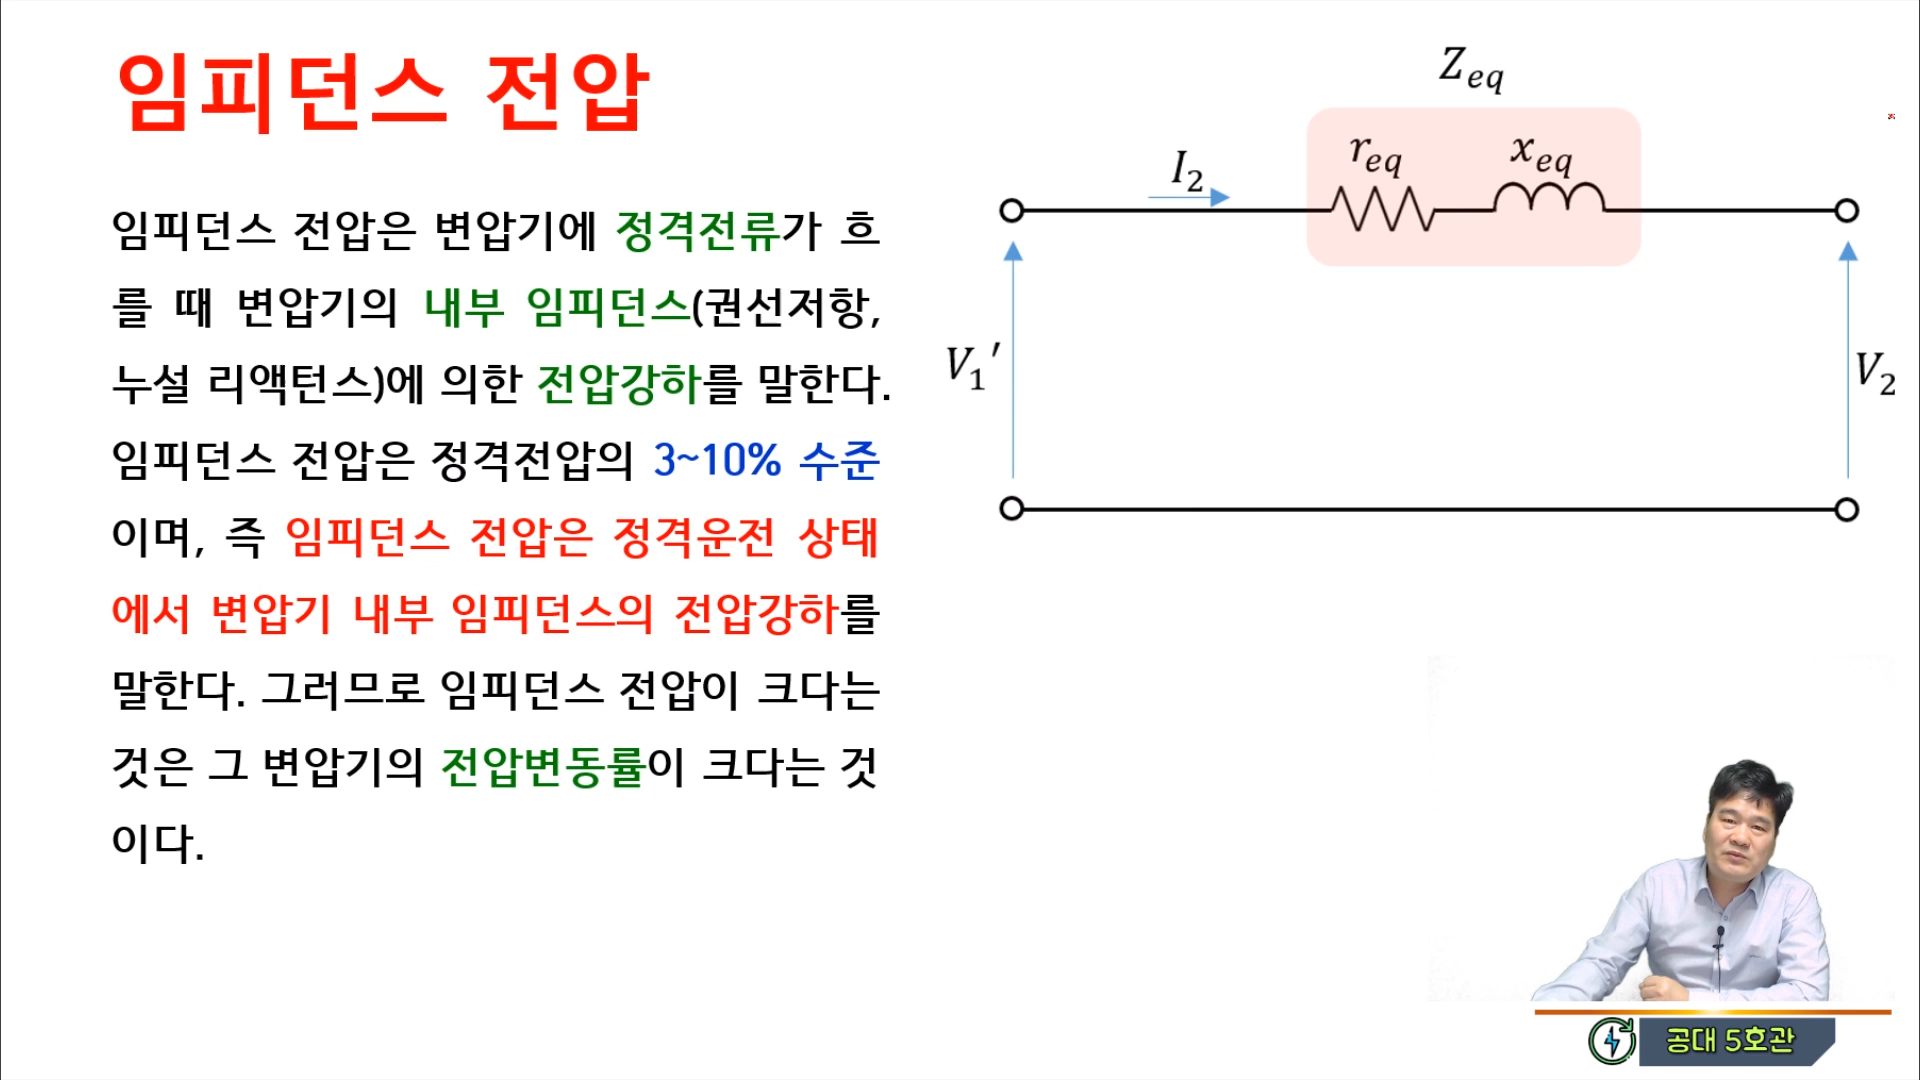 임피던스 전압
임피던스 전압은 변압기에 정격전류가 흐
를 때 변압기의 내부 임피던스(권선저항,
누설 리액턴스)에 의한 전압강하를 말한다.
임피던스 전압은 정격전압의 3~10% 수준
이며, 즉 임피던스 전압은 정격운전 상태
에서 변압기 내부 임피던스의 전압강하를
말한다. 그러므로 임피던스 전압이 크다는
것은 그 변압기의 전압변동률이 크다는 것
이다.
Z_eq
r_eq
x_eq
I_2
V_1'
V_2
공대 5호관